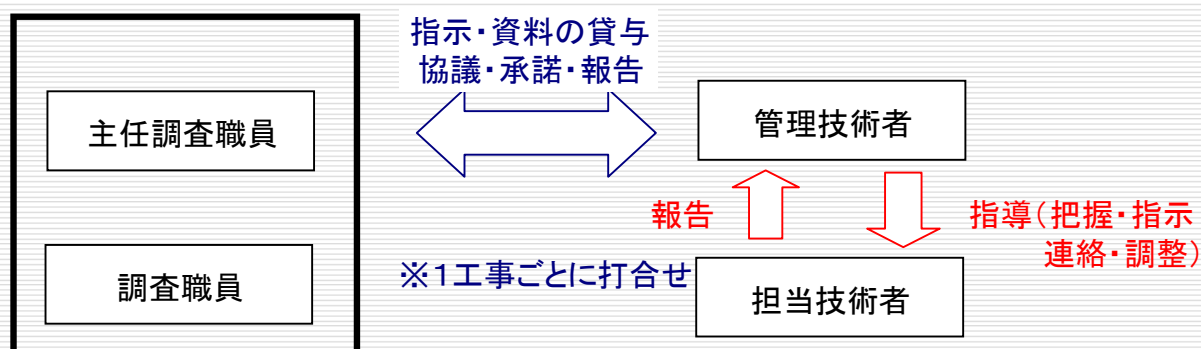 指示・資料の貸与
協議・承諾・報告
主任調査職員
管理技術者
報告
指導(把握・指示
連絡・調整)
調査職員
※1工事ごとに打合せ
担当技術者